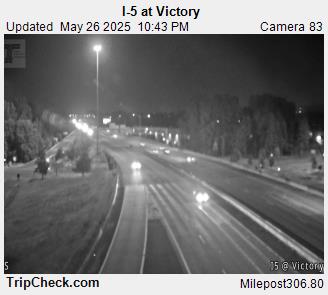 I-5 at Victory
Updated May 26 2025 10:43 PM Camera 83
S
I5 @ Victory
TripCheck.com Milepost306.80